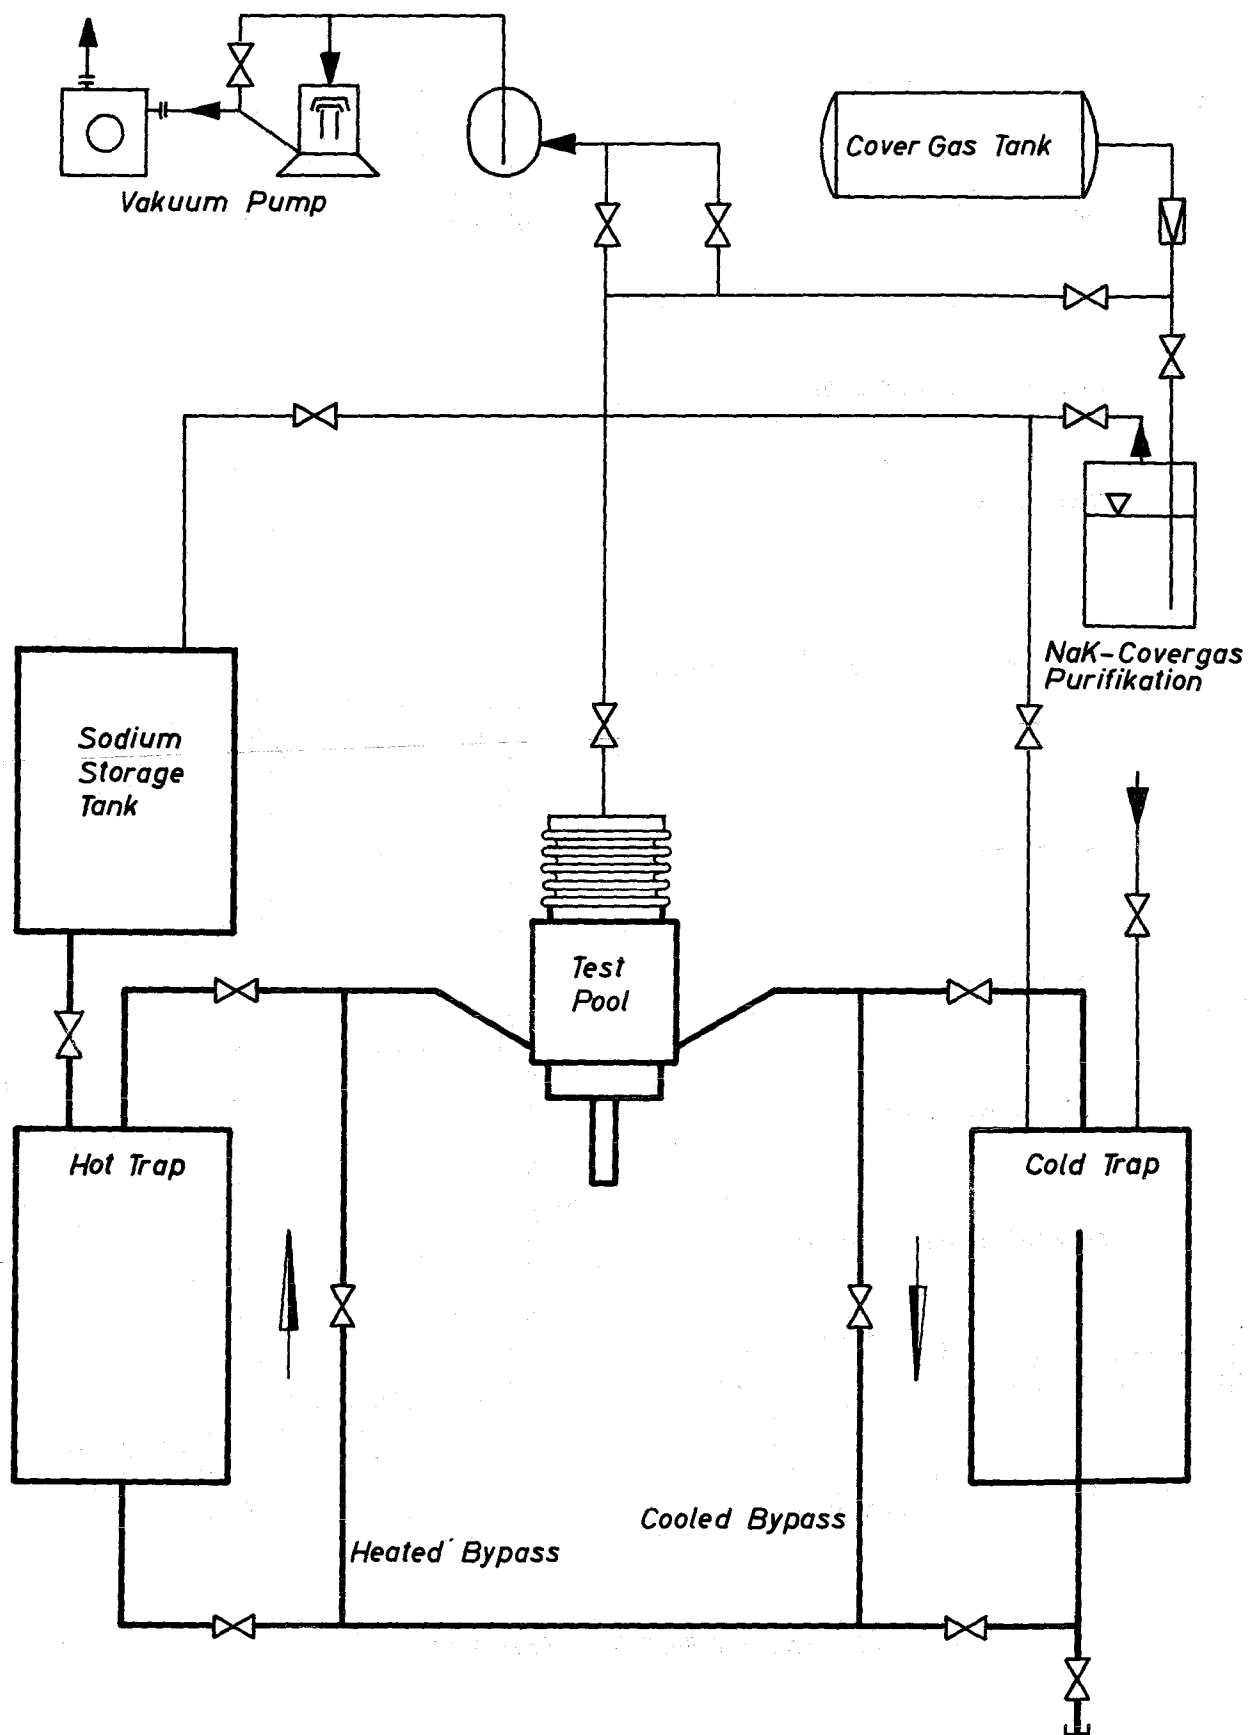 Cover Gas Tank
Vakuum Pump
NaK-Covergas
Purifikation
Sodium
Storage
Tank
Test
Pool
Hot Trap
Cold Trap
Cooled Bypass
Heated Bypass